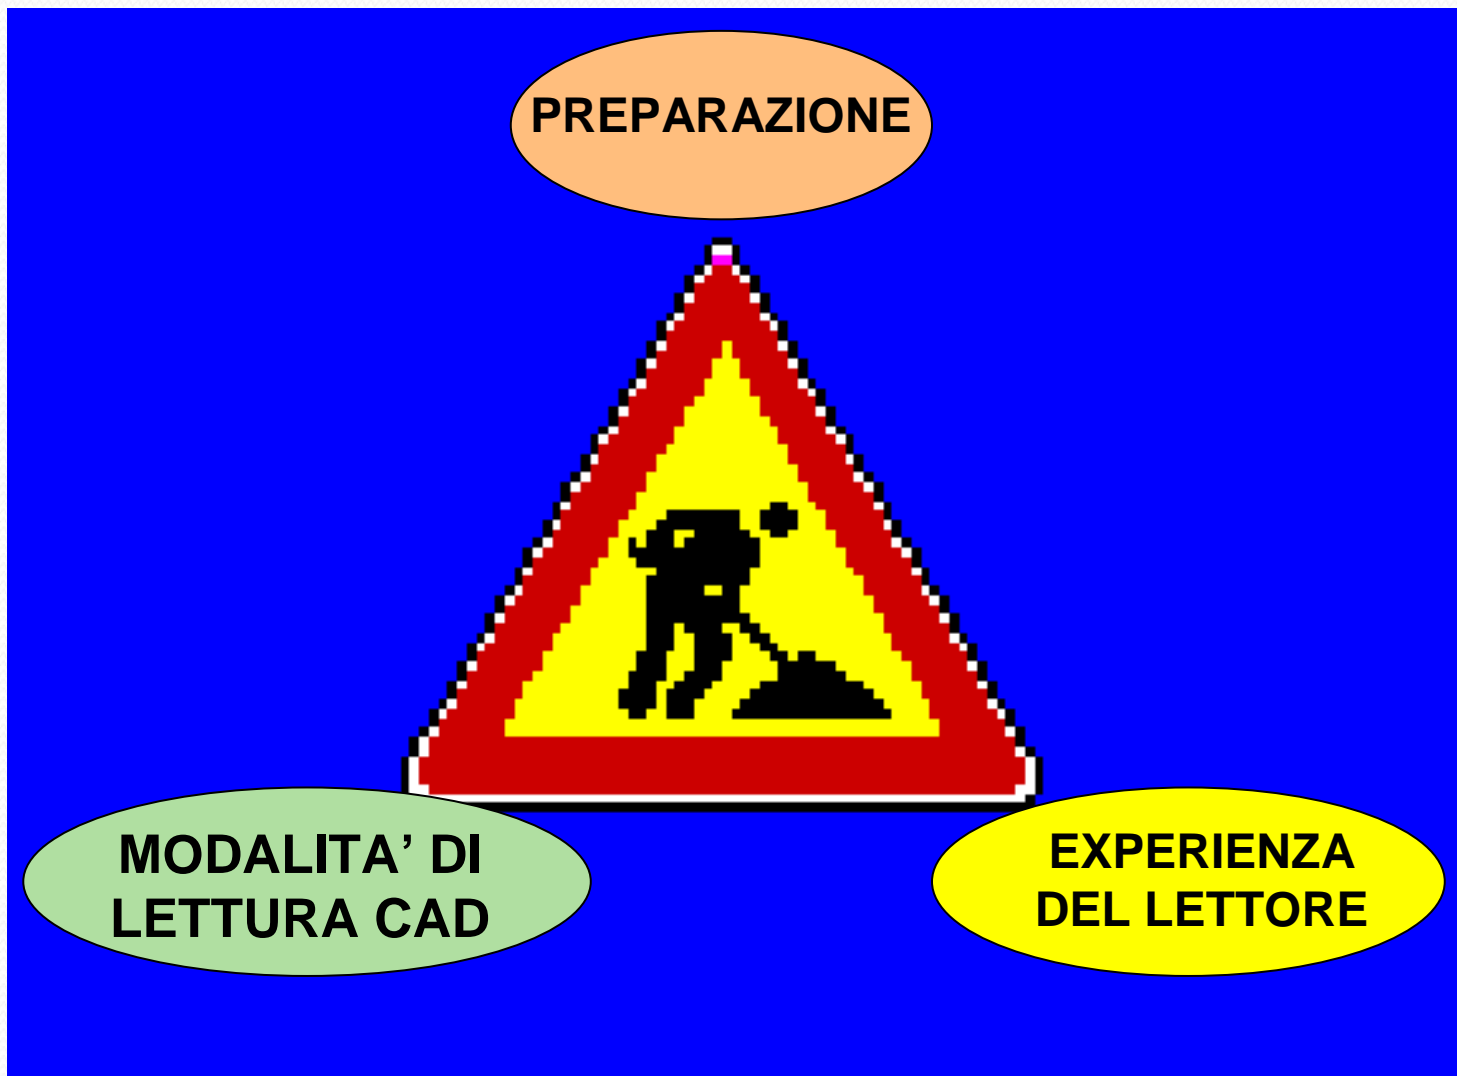 PREPARAZIONE
MODALITA’ DI
LETTURA CAD
EXPERIENZA
DEL LETTORE